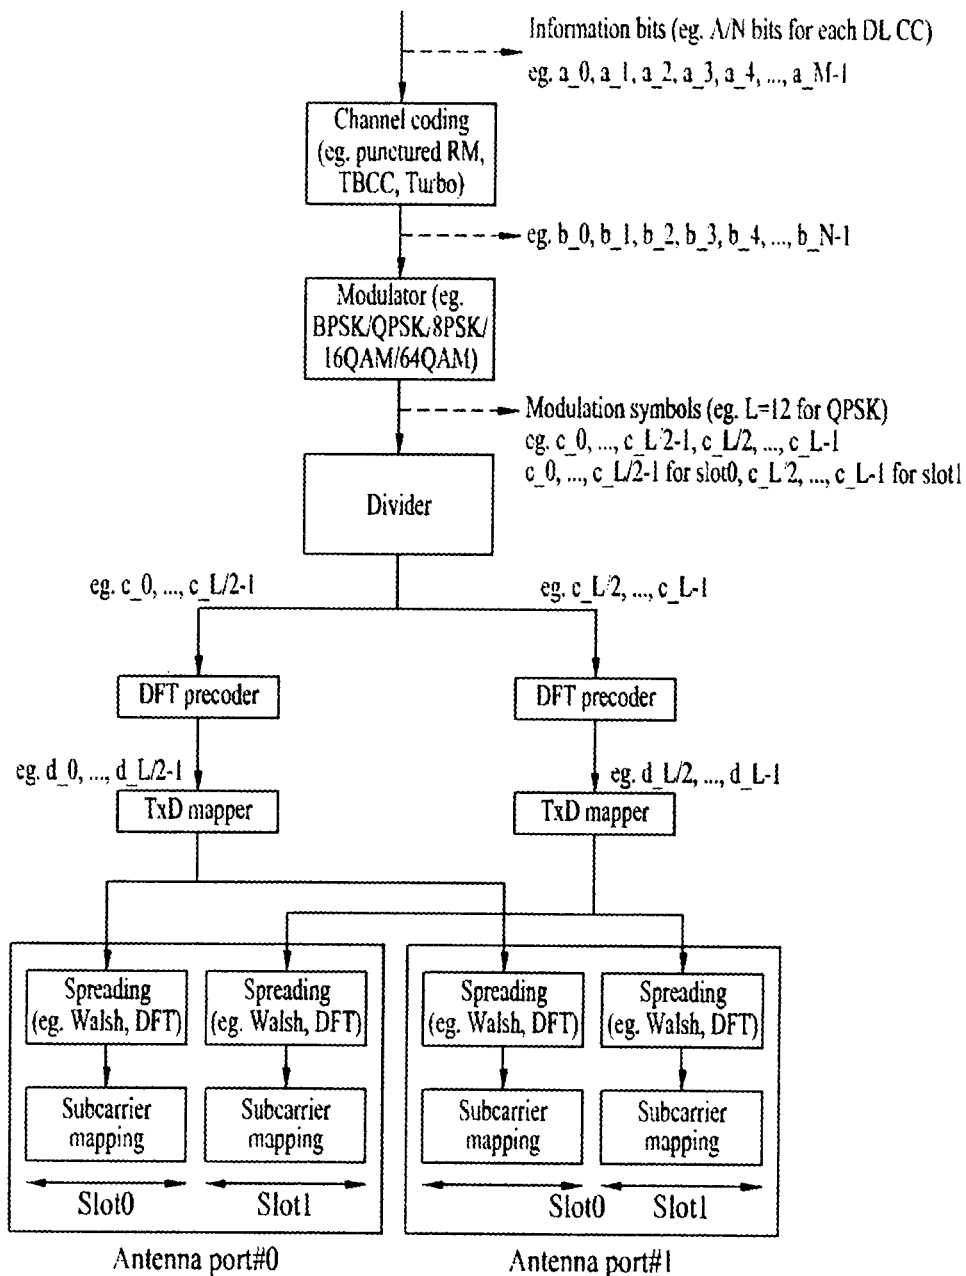 Information bits (eg. A/N bits for each DL CC)
eg. a_0, a_1, a_2, a_3, a_4, ..., a_M-1
Channel coding
(eg. punctured RM,
TBCC, Turbo)
eg. b_0, b_1, b_2, b_3, b_4, ..., b_N-1
Modulator (eg.
BPSK/QPSK/8PSK/
16QAM/64QAM)
Modulation symbols (eg. L=12 for QPSK)
eg. c_0, ..., c_L/2-1, c_L/2, ..., c_L-1
c_0, ..., c_L/2-1 for slot0, c_L/2, ..., c_L-1 for slot1
Divider
eg. c_0, ..., c_L/2-1
eg. c_L/2, ..., c_L-1
DFT precoder
DFT precoder
eg. d_0, ..., d_L/2-1
eg. d_L/2, ..., d_L-1
TxD mapper
TxD mapper
Spreading
(eg. Walsh, DFT)
Spreading
(eg. Walsh, DFT)
Spreading
(eg. Walsh, DFT)
Spreading
(eg. Walsh, DFT)
Subcarrier
mapping
Subcarrier
mapping
Subcarrier
mapping
Subcarrier
mapping
Slot0
Slot1
Slot0
Slot1
Antenna port#0
Antenna port#1